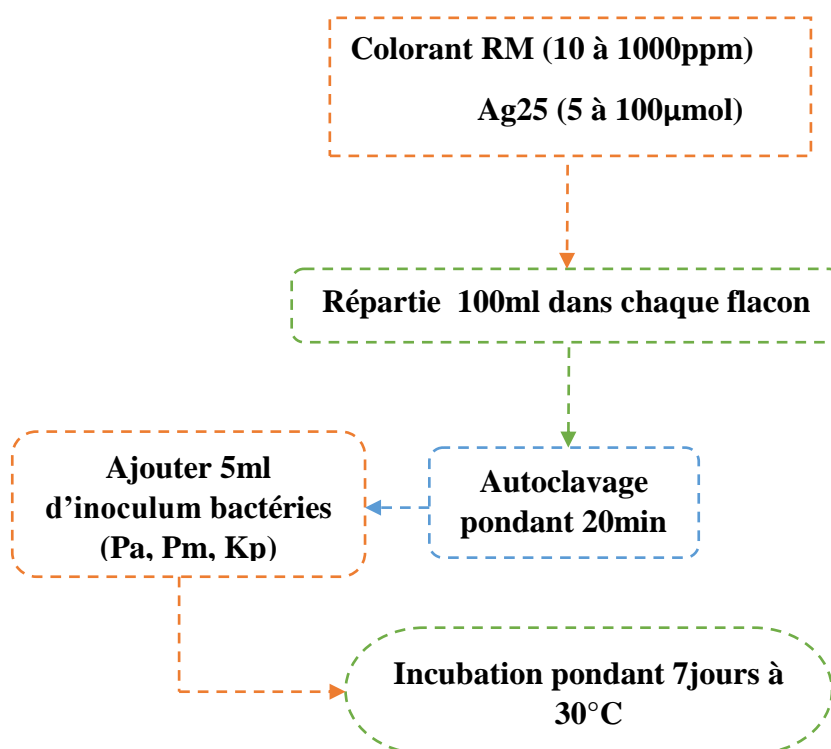 Colorant RM (10 à 1000ppm)
Ag25 (5 à 100µmol)
Répartie 100ml dans chaque flacon
Autoclavage
pondant 20min
Ajouter 5ml
d'inoculum bactéries
(Pa, Pm, Kp)
Incubation pondant 7jours à
30°C